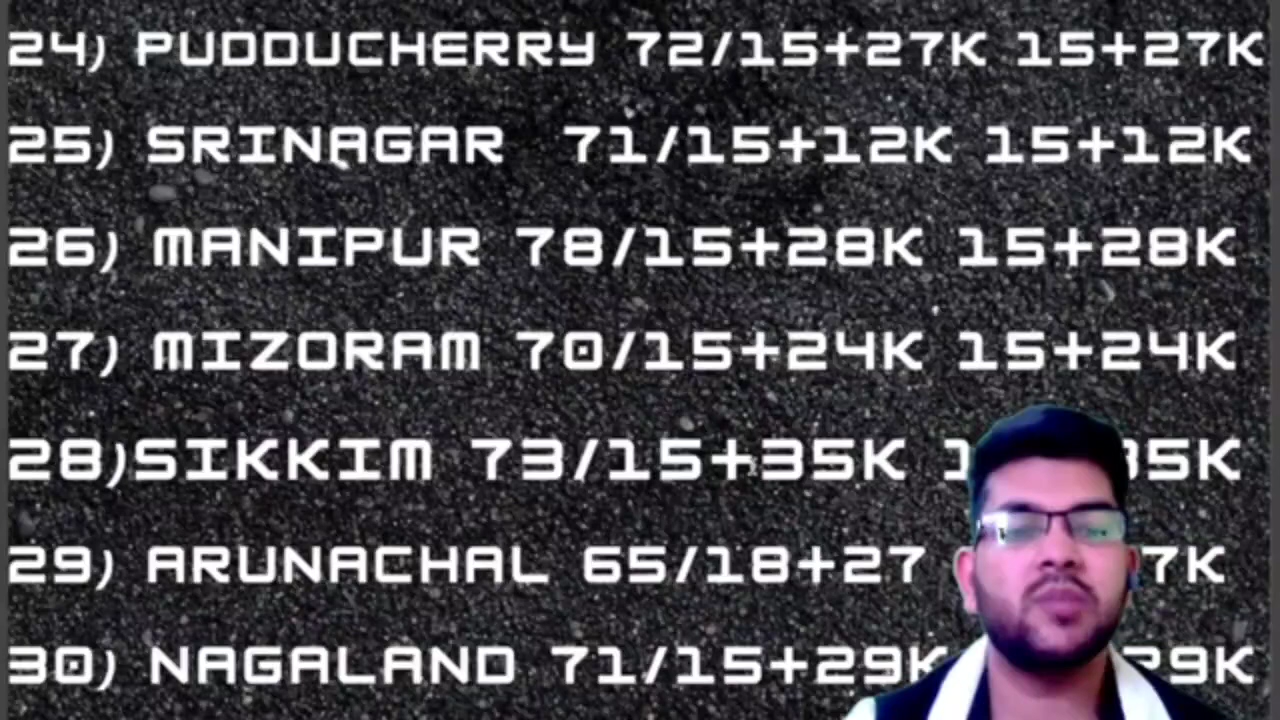 24) PUDDUCHERRY 72/15+27K 15+27K
25) SRINAGAR 71/15+12K 15+12K
26) MANIPUR 78/15+28K 15+28K
27) MIZORAM 70/15+24K 15+24K
28)SIKKIM 73/15+35K
29) ARUNACHAL 65/18+27
30) NAGALAND 71/15+29K